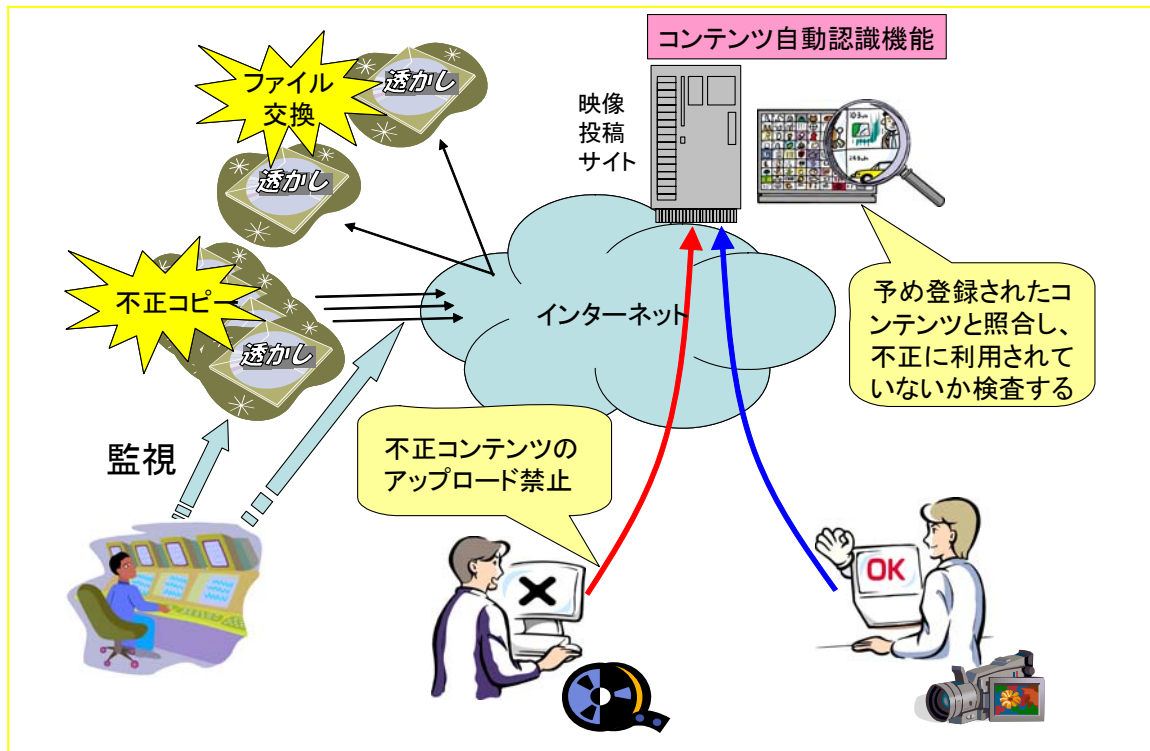 コンテンツ自動認識機能
ファイル
交換
透かし
透かし
映像
投稿
サイト
不正コピー
透かし
インターネット
予め登録されたコ
ンテンツと照合し、
不正に利用されて
いないか検査する
監視
不正コンテンツの
アップロード禁止
OK